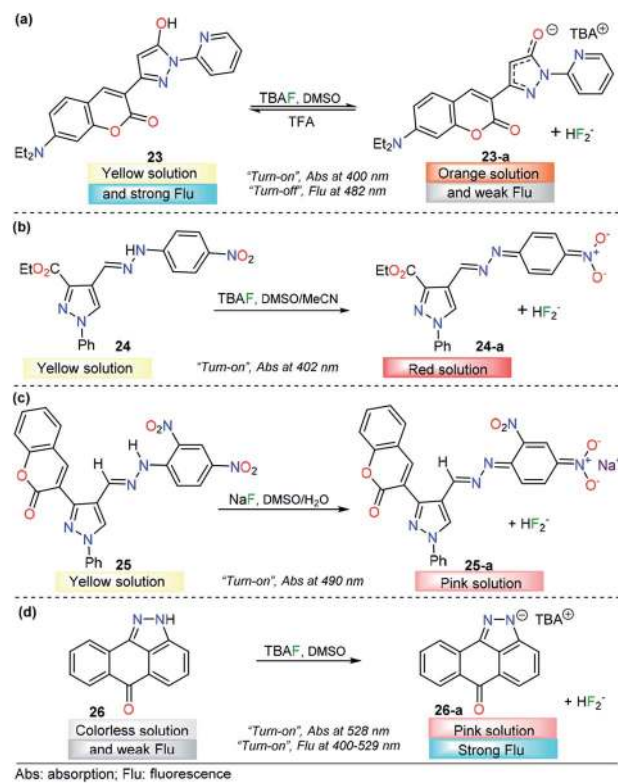 (a)
OH
N
N
N
O
O
Et₂N
23
TBAF, DMSO
TFA
O⊖
TBA⊕
N
N
N
O
O
Et₂N
+ HF₂⁻
23-a
Yellow solution
and strong Flu
"Turn-on", Abs at 400 nm
"Turn-off", Flu at 482 nm
Orange solution
and weak Flu
(b)
H
N
N
NO₂
EtO₂C
N
N
Ph
24
TBAF, DMSO/MeCN
O⁻
N⁺
O⁻
N
N
EtO₂C
N
N
Ph
24-a
+ HF₂⁻
Yellow solution
"Turn-on", Abs at 402 nm
Red solution
(c)
NO₂
H
H
N
N
NO₂
O
O
N
N
Ph
25
NaF, DMSO/H₂O
NO₂
O⁻
N⁺
O⁻
Na⁺
H
N
N
O
O
N
N
Ph
25-a
+ HF₂⁻
Yellow solution
"Turn-on", Abs at 490 nm
Pink solution
(d)
N
NH
O
26
TBAF, DMSO
N
N
⊖
TBA⊕
O
26-a
+ HF₂⁻
Colorless solution
and weak Flu
"Turn-on", Abs at 528 nm
"Turn-on", Flu at 400-529 nm
Pink solution
Strong Flu
Abs: absorption; Flu: fluorescence